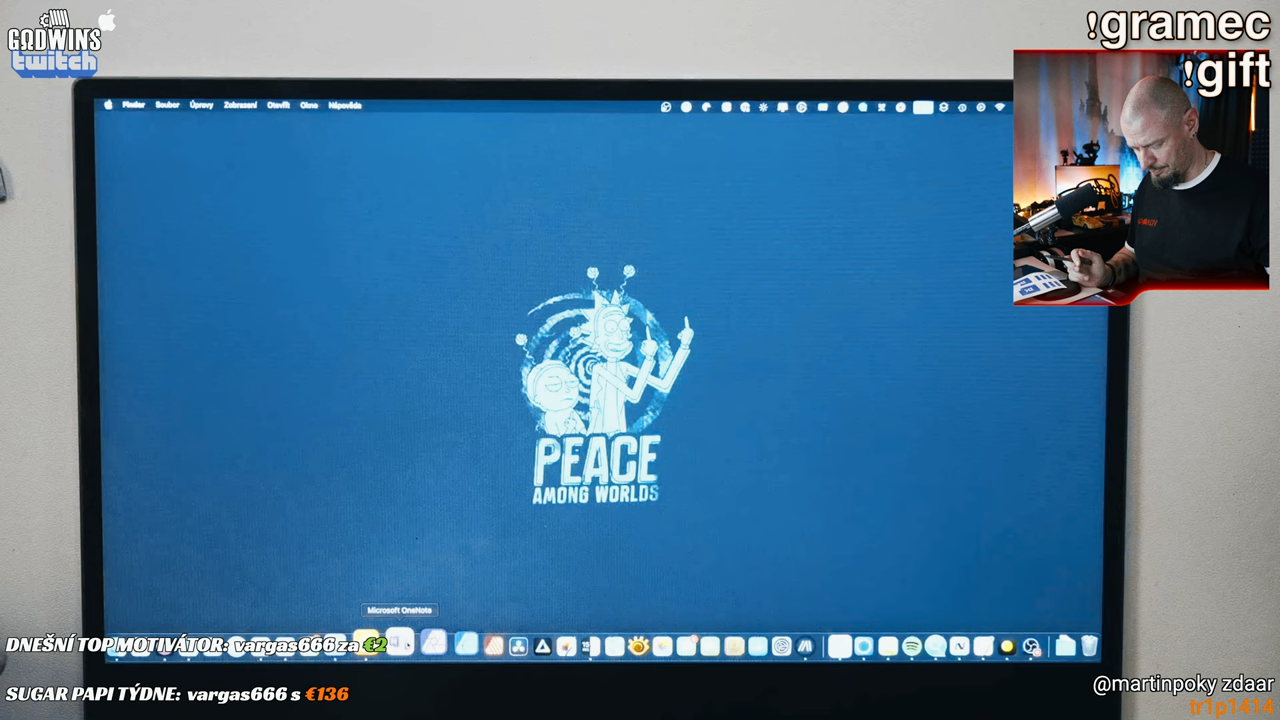 GΩDWINS
twitch
!gramec
!gift
Finder Soubor Úpravy Zobrazení Otevřít Okno Nápověda
PEACE
AMONG WORLDS
Microsoft OneNote
DNEŠNÍ TOP MOTIVÁTOR: vargas666 za €2
SUGAR PAPI TÝDNE: vargas666 s €136
@martinpoky zdaar
tr1p1414